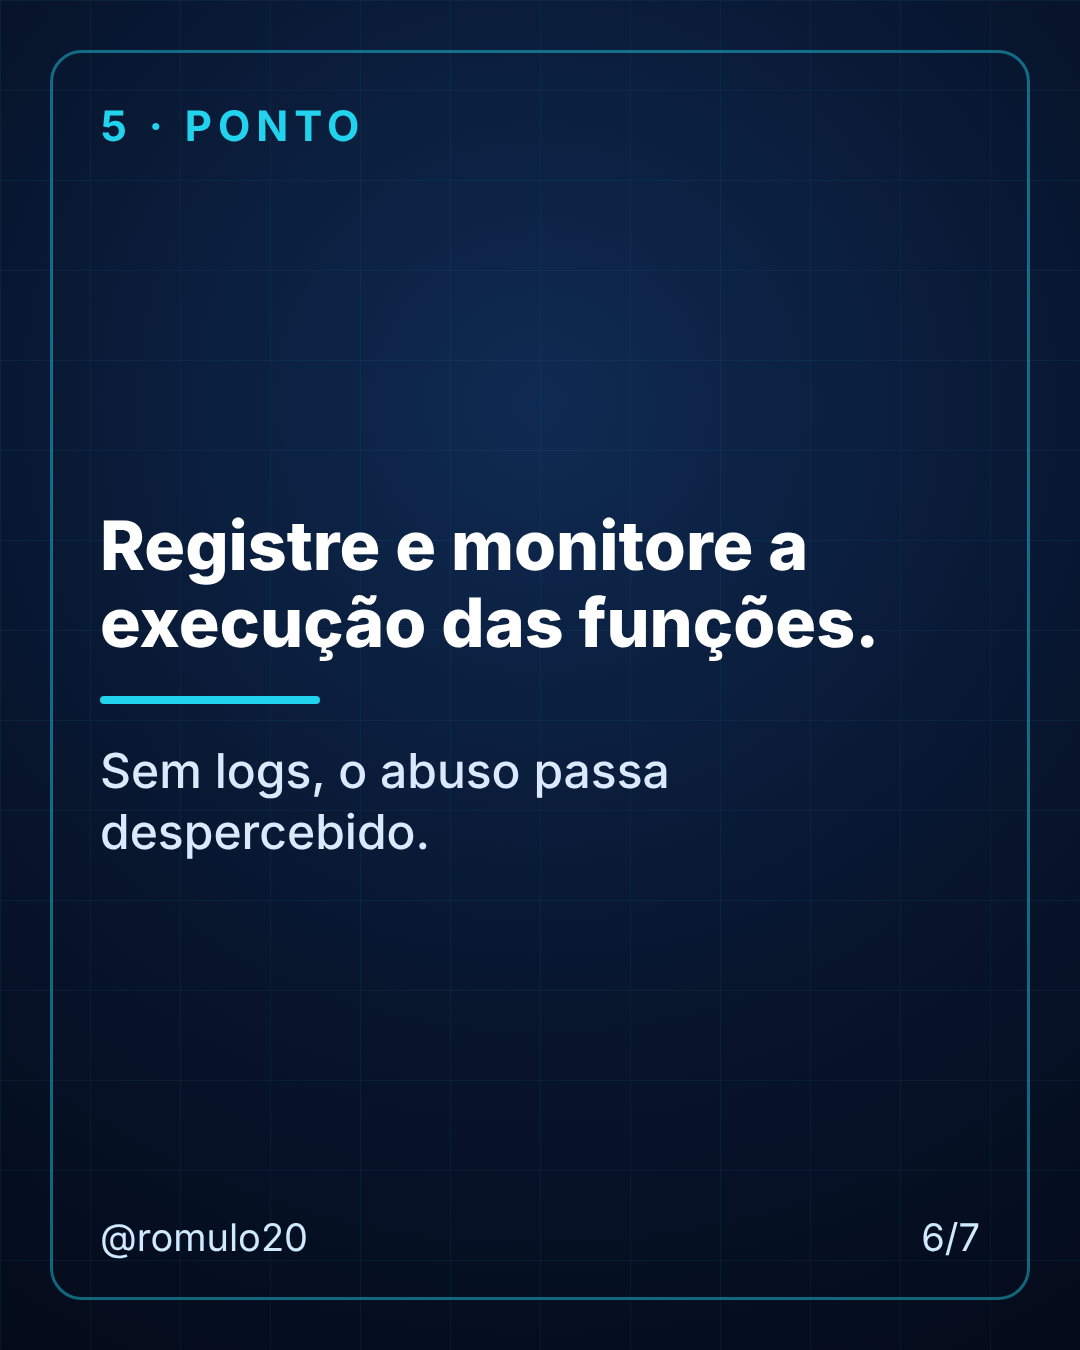 5 · PONTO
Registre e monitore a
execução das funções.
Sem logs, o abuso passa
despercebido.
@romulo20
6/7